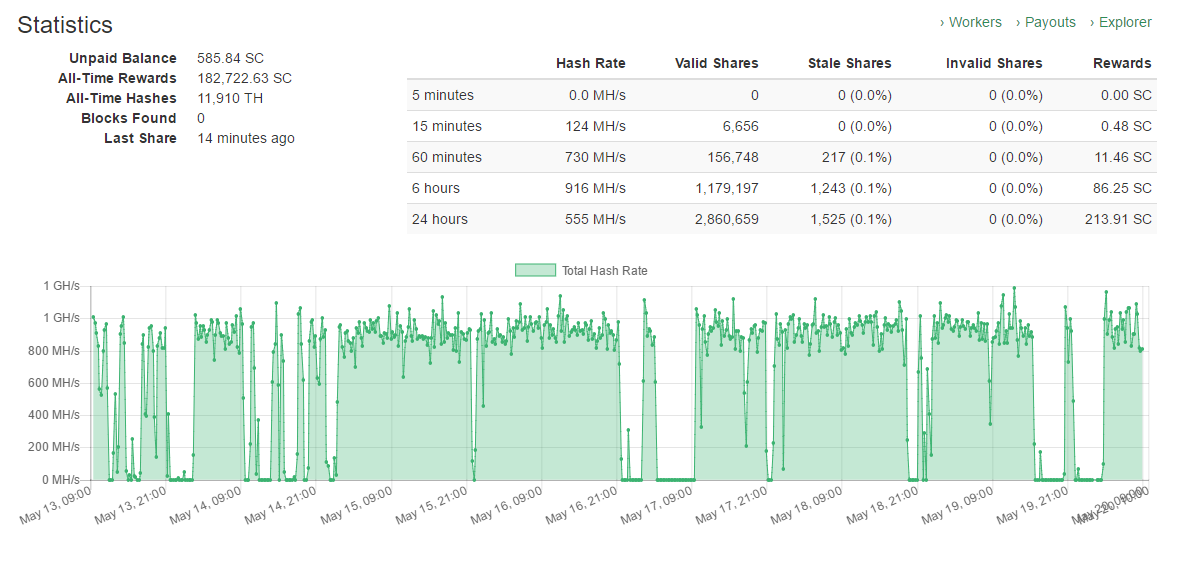 Statistics
› Workers › Payouts › Explorer
Unpaid Balance 585.84 SC
All-Time Rewards 182,722.63 SC
All-Time Hashes 11,910 TH
Blocks Found 0
Last Share 14 minutes ago
Hash Rate Valid Shares Stale Shares Invalid Shares Rewards
5 minutes 0.0 MH/s 0 0 (0.0%) 0 (0.0%) 0.00 SC
15 minutes 124 MH/s 6,656 0 (0.0%) 0 (0.0%) 0.48 SC
60 minutes 730 MH/s 156,748 217 (0.1%) 0 (0.0%) 11.46 SC
6 hours 916 MH/s 1,179,197 1,243 (0.1%) 0 (0.0%) 86.25 SC
24 hours 555 MH/s 2,860,659 1,525 (0.1%) 0 (0.0%) 213.91 SC
Total Hash Rate
1 GH/s
1 GH/s
800 MH/s
600 MH/s
400 MH/s
200 MH/s
0 MH/s
May 13, 09:00 May 13, 21:00 May 14, 09:00 May 14, 21:00 May 15, 09:00 May 15, 21:00 May 16, 09:00 May 16, 21:00 May 17, 09:00 May 17, 21:00 May 18, 09:00 May 18, 21:00 May 19, 09:00 May 19, 21:00